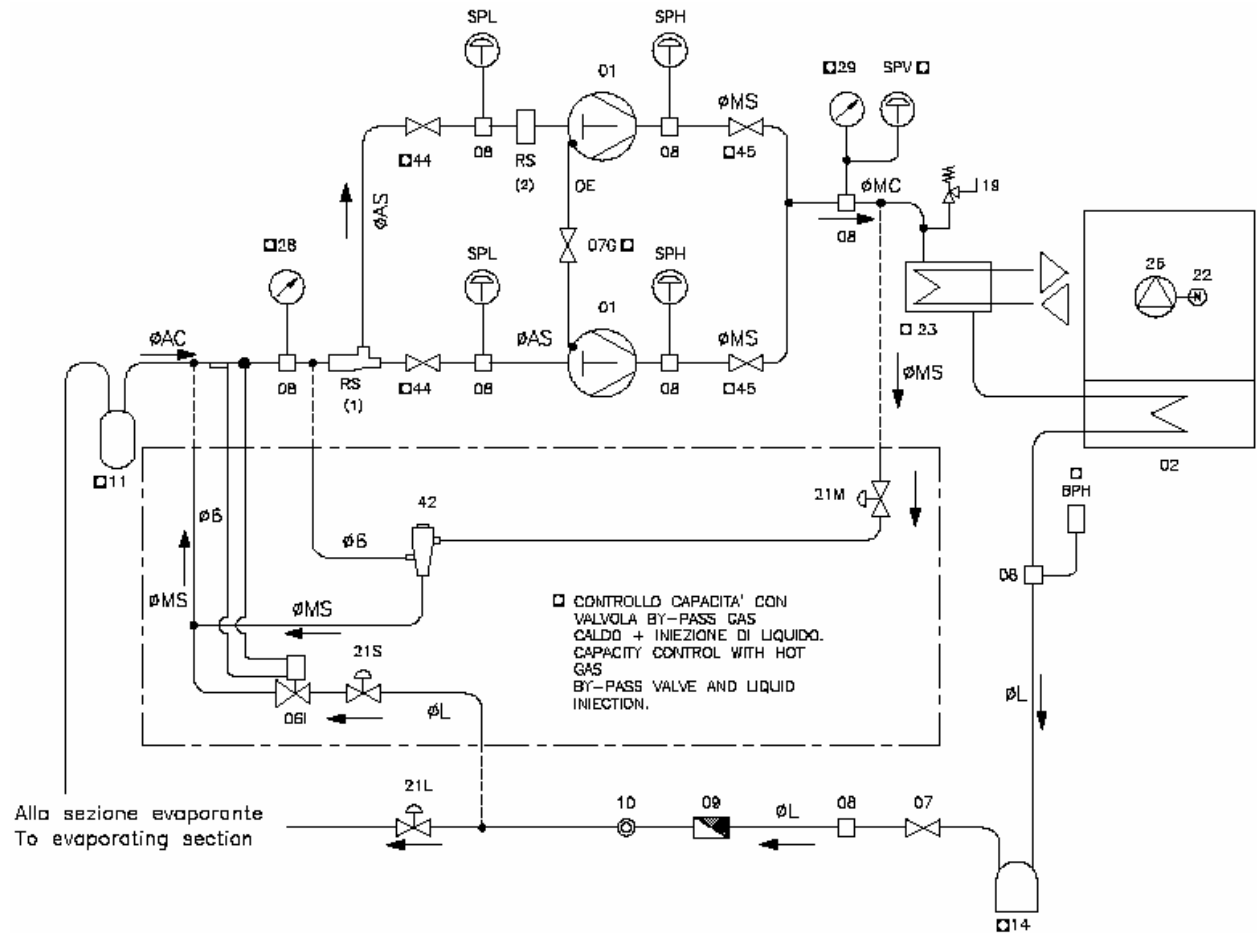 SPL
SPH
01
29
SPV
ØMS
44
08
RS
(2)
08
45
ØMC
19
ØAS
OE
08
28
SPL
07G
SPH
26
22
01
ØAC
ØAS
ØMS
23
08
RS
(1)
44
08
08
45
ØMS
11
02
42
21M
BPH
ØB
ØB
08
ØMS
ØMS
CONTROLLO CAPACITA' CON
VALVOLA BY-PASS GAS
CALDO + INIEZIONE DI LIQUIDO.
CAPACITY CONTROL WITH HOT
GAS
BY-PASS VALVE AND LIQUID
INJECTION.
21S
06I
ØL
ØL
Alla sezione evaporante
To evaporating section
21L
10
09
ØL
08
07
14